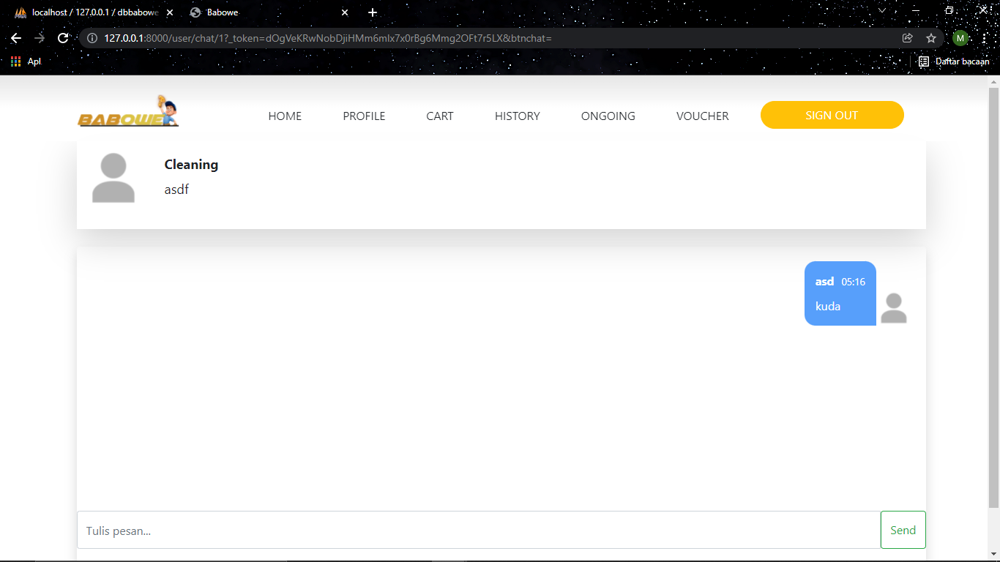 localhost / 127.0.0.1 / dbbabowe
Babowe
127.0.0.1:8000/user/chat/1?_token=dOgVeKRwNobDjiHMm6mIx7x0rBg6Mmg2OFt7r5LX&btnchat=
M
Apl
Daftar bacaan
BABOWE
HOME PROFILE CART HISTORY ONGOING VOUCHER SIGN OUT
Cleaning
asdf
asd 05:16
kuda
Tulis pesan...
Send